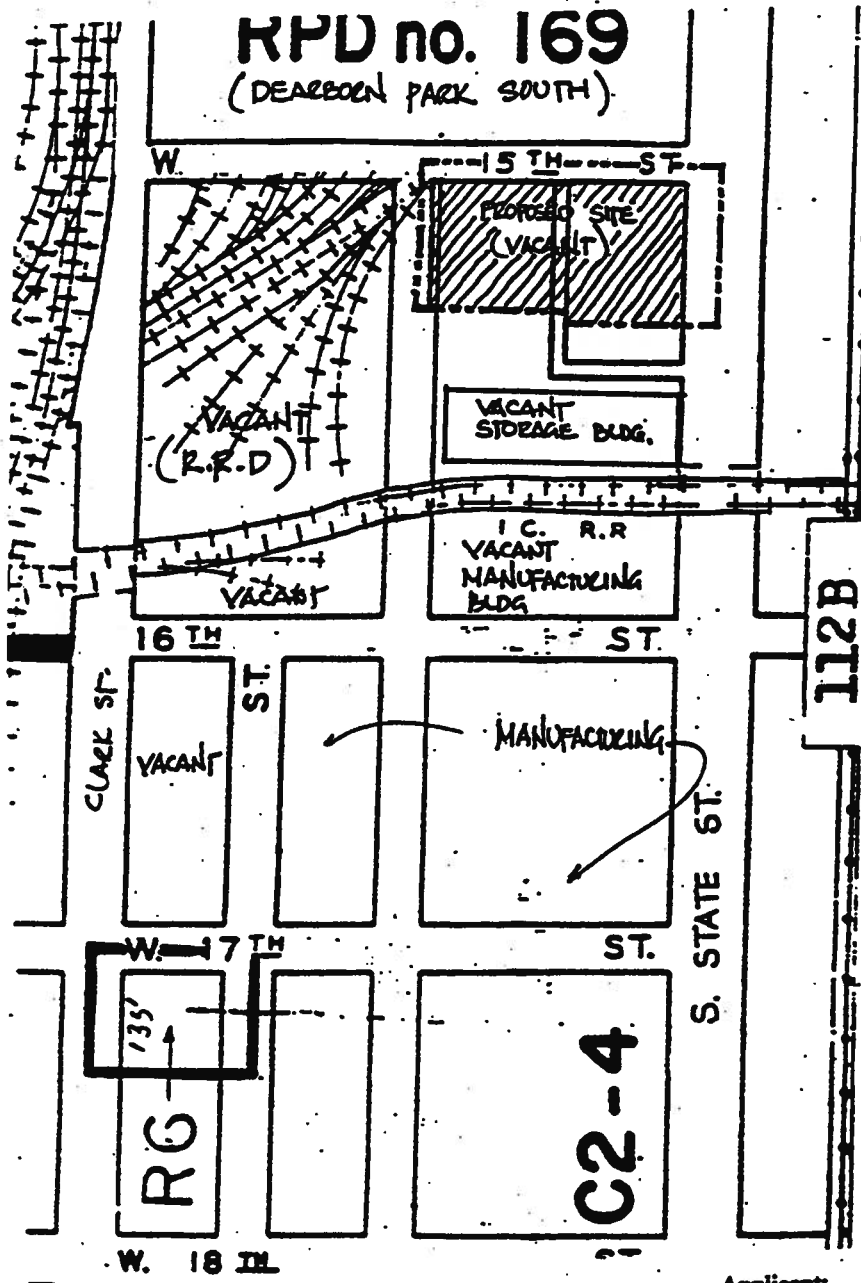 RPD no. 169
(DEARBORN PARK SOUTH)
W 15 TH ST.
PROPOSED SITE
(VACANT)
VACANT
(R.R.D)
VACANT
STORAGE BLDG.
I C. R.R
VACANT
MANUFACTURING
BLDG
VACANT
16 TH ST.
112B
CLARK ST.
ST.
VACANT
MANUFACTURING
S. STATE ST.
W. 17 TH ST.
135'
R6
C2-4
W. 18 TH
Applicant: